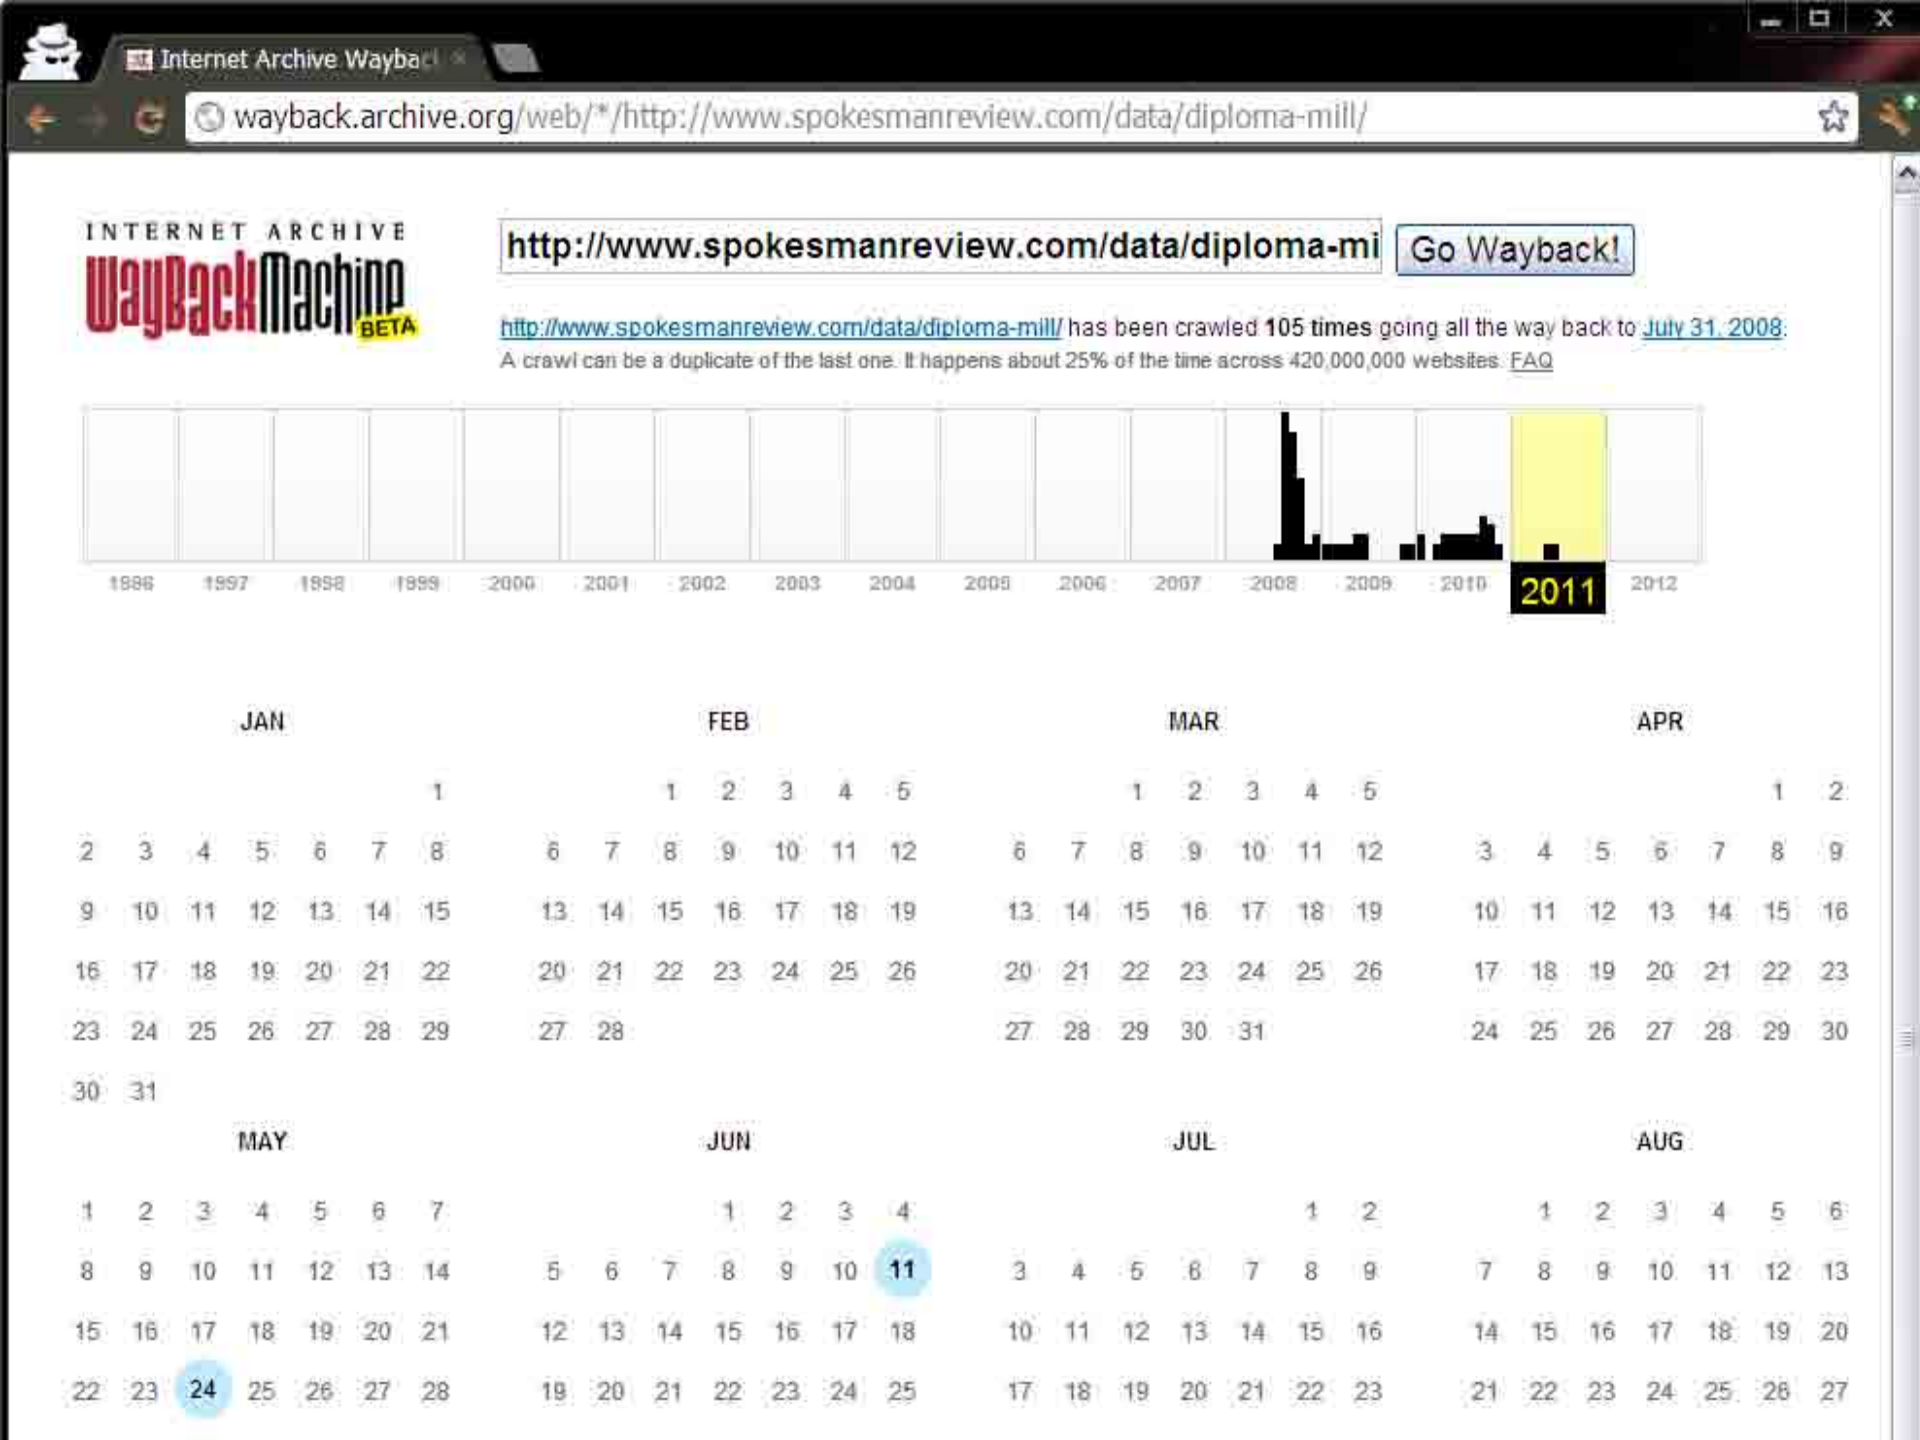 Internet Archive Waybac
wayback.archive.org/web/*/http://www.spokesmanreview.com/data/diploma-mill/
INTERNET ARCHIVE
WayBackMachine
BETA
http://www.spokesmanreview.com/data/diploma-mi
Go Wayback!
http://www.spokesmanreview.com/data/diploma-mill/ has been crawled 105 times going all the way back to July 31, 2008.
A crawl can be a duplicate of the last one. It happens about 25% of the time across 420,000,000 websites. FAQ
1996 1997 1998 1999 2000 2001 2002 2003 2004 2005 2006 2007 2008 2009 2010 2011 2012
JAN FEB MAR APR
1 1 2 3 4 5 1 2 3 4 5 1 2
2 3 4 5 6 7 8 6 7 8 9 10 11 12 6 7 8 9 10 11 12 3 4 5 6 7 8 9
9 10 11 12 13 14 15 13 14 15 16 17 18 19 13 14 15 16 17 18 19 10 11 12 13 14 15 16
16 17 18 19 20 21 22 20 21 22 23 24 25 26 20 21 22 23 24 25 26 17 18 19 20 21 22 23
23 24 25 26 27 28 29 27 28 27 28 29 30 31 24 25 26 27 28 29 30
30 31
MAY JUN JUL AUG
1 2 3 4 5 6 7 1 2 3 4 1 2 1 2 3 4 5 6
8 9 10 11 12 13 14 5 6 7 8 9 10 11 3 4 5 6 7 8 9 7 8 9 10 11 12 13
15 16 17 18 19 20 21 12 13 14 15 16 17 18 10 11 12 13 14 15 16 14 15 16 17 18 19 20
22 23 24 25 26 27 28 19 20 21 22 23 24 25 17 18 19 20 21 22 23 21 22 23 24 25 26 27